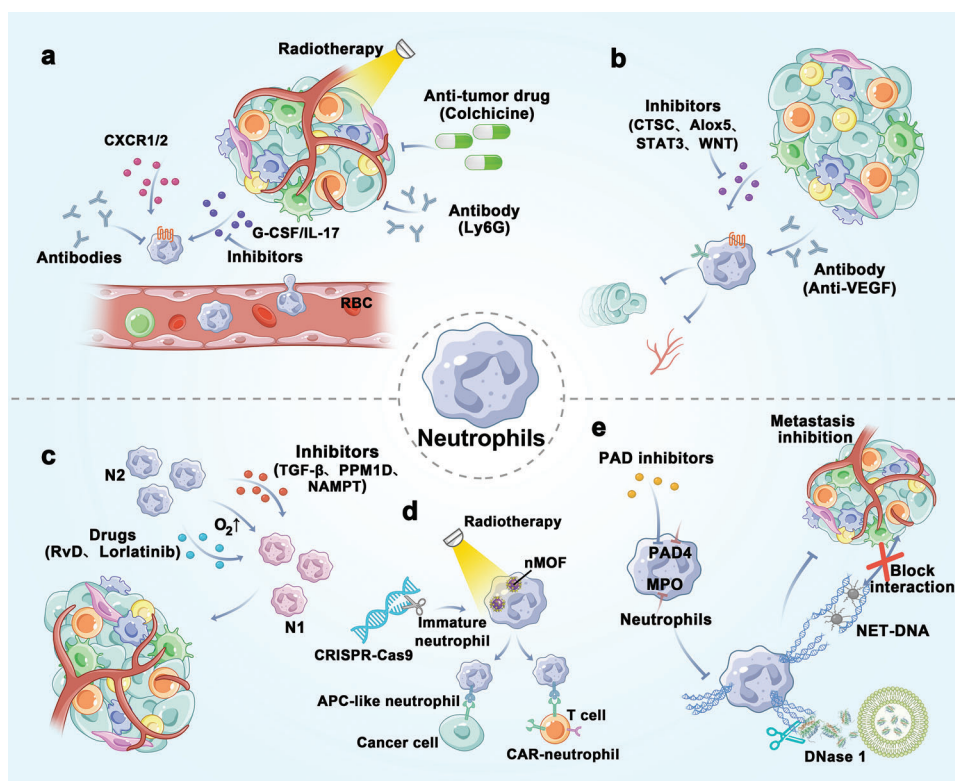 a
Radiotherapy
Anti-tumor drug
(Colchicine)
CXCR1/2
Antibody
(Ly6G)
G-CSF/IL-17
Antibodies
Inhibitors
RBC
b
Inhibitors
(CTSC、Alox5、
STAT3、WNT)
Antibody
(Anti-VEGF)
Neutrophils
c
N2
Inhibitors
(TGF-β、PPM1D、
NAMPT)
O₂↑
Drugs
(RvD、Lorlatinib)
N1
d
Radiotherapy
nMOF
Immature
neutrophil
CRISPR-Cas9
APC-like neutrophil
T cell
Cancer cell
CAR-neutrophil
e
Metastasis
inhibition
PAD inhibitors
PAD4
MPO
Neutrophils
Block
interaction
NET-DNA
DNase 1